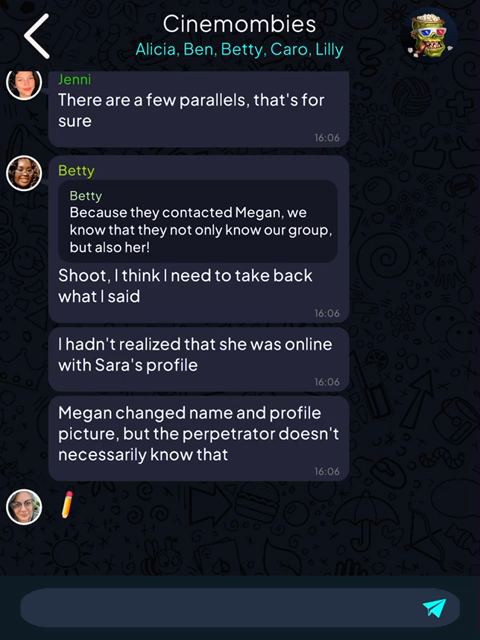 Cinemombies
Alicia, Ben, Betty, Caro, Lilly
Jenni
There are a few parallels, that's for
sure
16:06
Betty
Betty
Because they contacted Megan, we
know that they not only know our group,
but also her!
Shoot, I think I need to take back
what I said
16:06
I hadn't realized that she was online
with Sara's profile
16:06
Megan changed name and profile
picture, but the perpetrator doesn't
necessarily know that
16:06